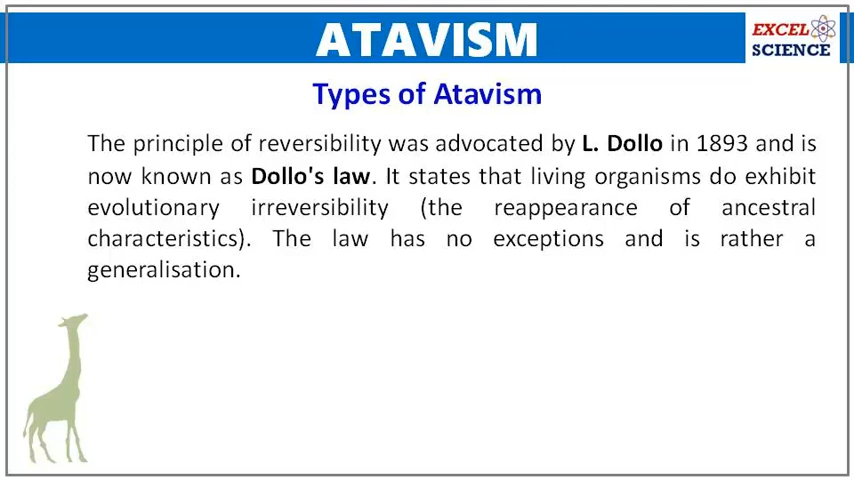 ATAVISM
EXCEL
SCIENCE
Types of Atavism
The principle of reversibility was advocated by L. Dollo in 1893 and is
now known as Dollo's law. It states that living organisms do exhibit
evolutionary irreversibility (the reappearance of ancestral
characteristics). The law has no exceptions and is rather a
generalisation.